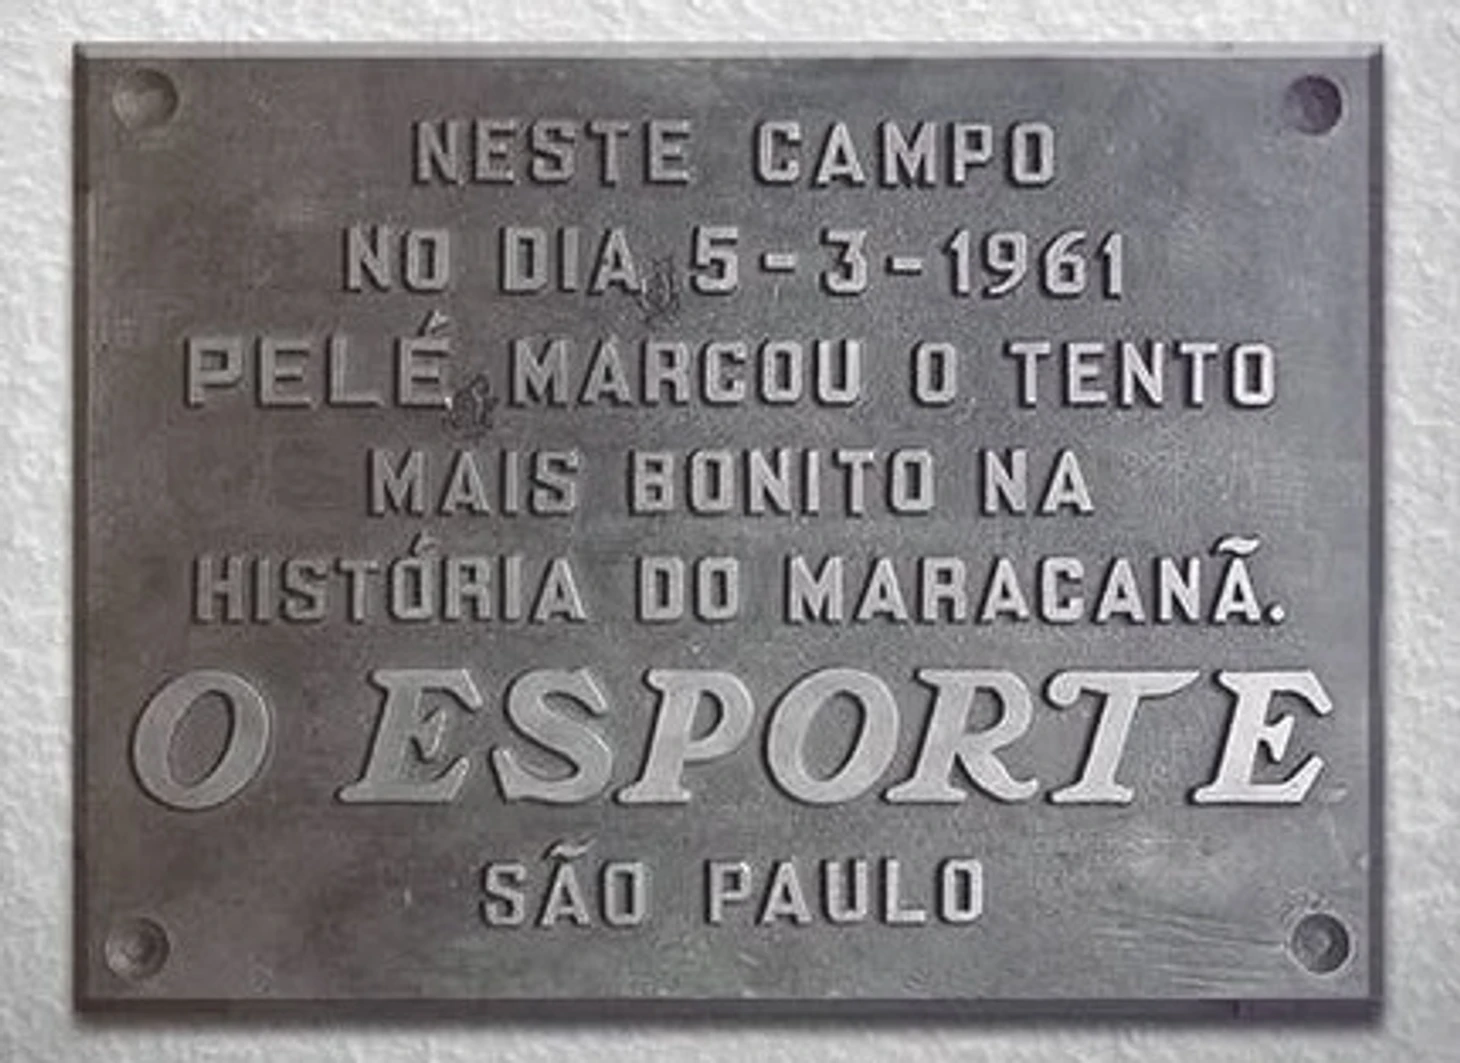 NESTE CAMPO
NO DIA 5-3-1961
PELÉ MARCOU O TENTO
MAIS BONITO NA
HISTÓRIA DO MARACANÃ.
O ESPORTE
SÃO PAULO